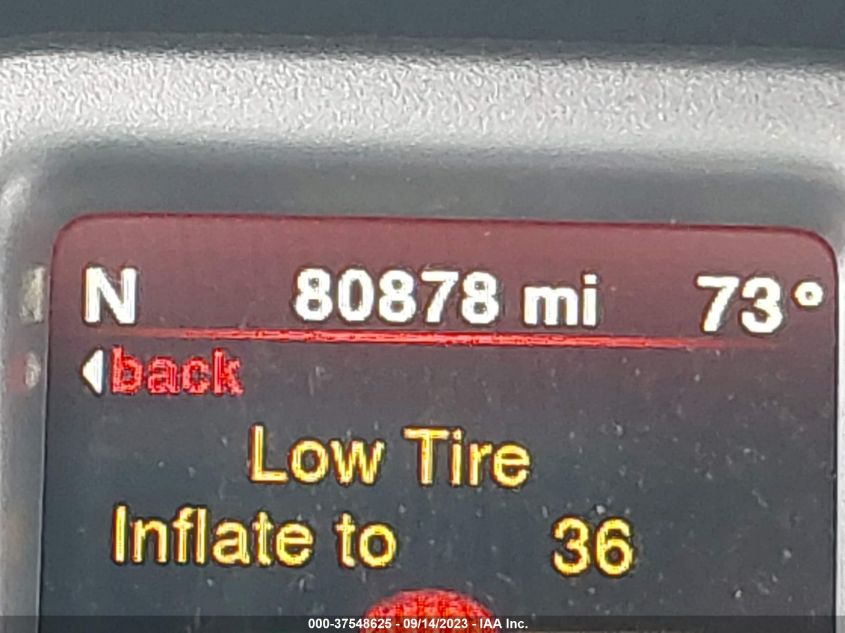 N 80878 mi 73°
back
Low Tire
Inflate to 36
000-37548625 - 09/14/2023 - IAA Inc.